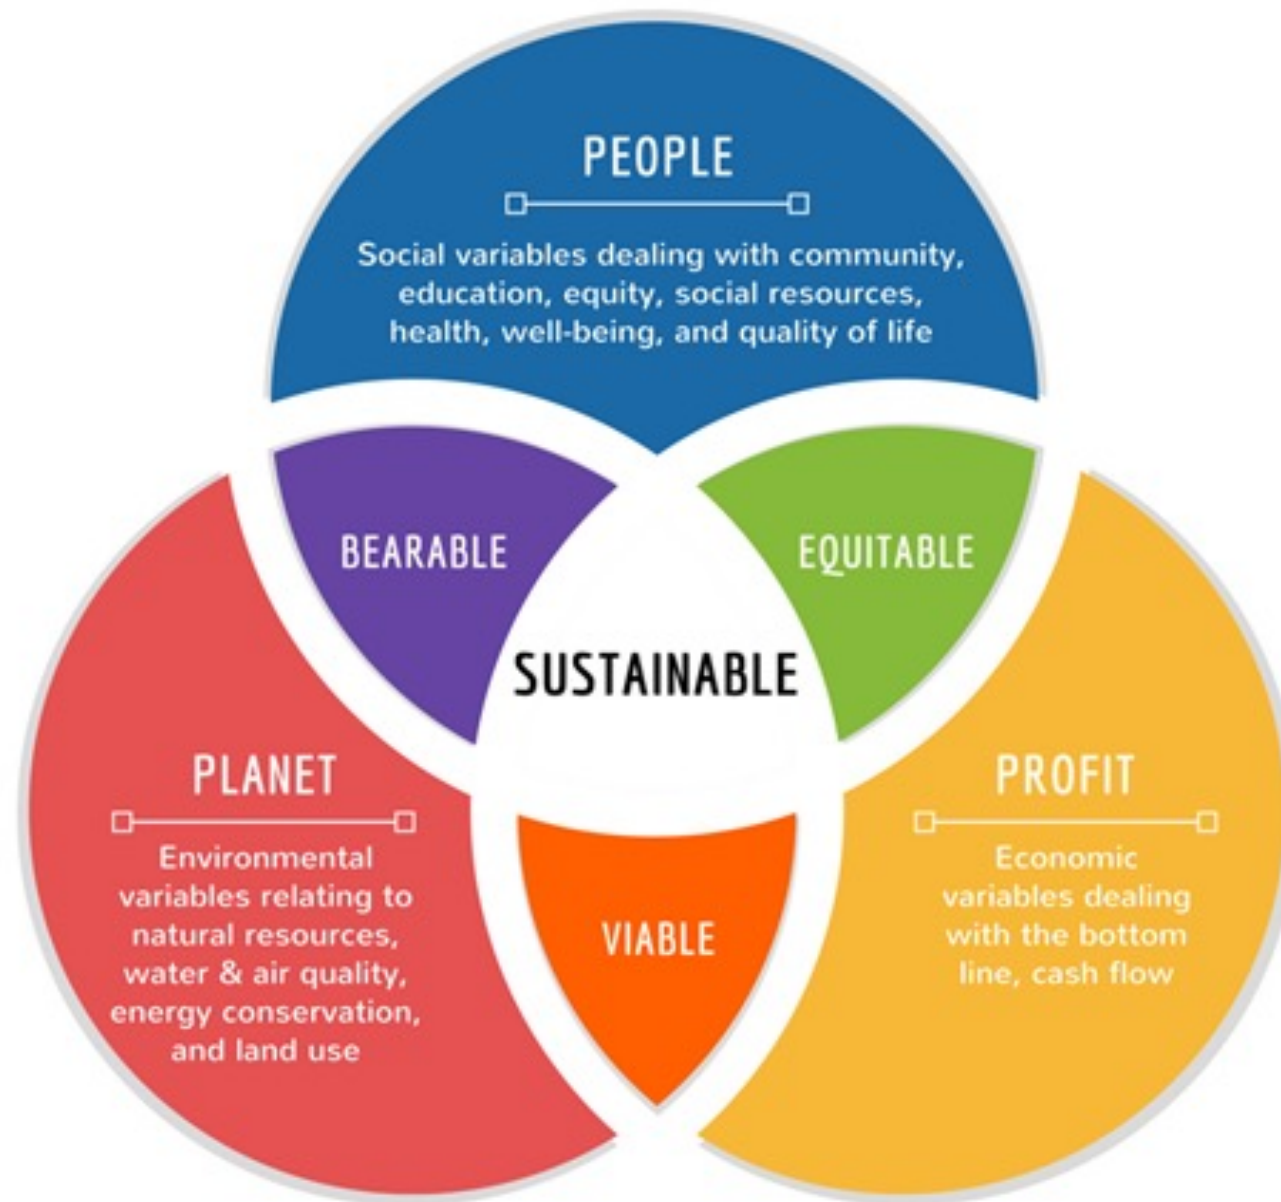 PEOPLE
Social variables dealing with community,
education, equity, social resources,
health, well-being, and quality of life
BEARABLE
EQUITABLE
SUSTAINABLE
PLANET
Environmental
variables relating to
natural resources,
water & air quality,
energy conservation,
and land use
PROFIT
Economic
variables dealing
with the bottom
line, cash flow
VIABLE